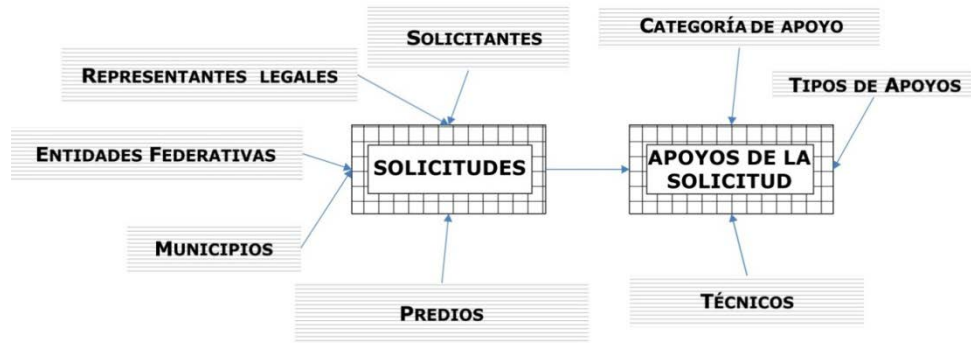 SOLICITANTES
CATEGORÍA DE APOYO
REPRESENTANTES LEGALES
TIPOS DE APOYOS
ENTIDADES FEDERATIVAS
SOLICITUDES
APOYOS DE LA
SOLICITUD
MUNICIPIOS
PREDIOS
TÉCNICOS